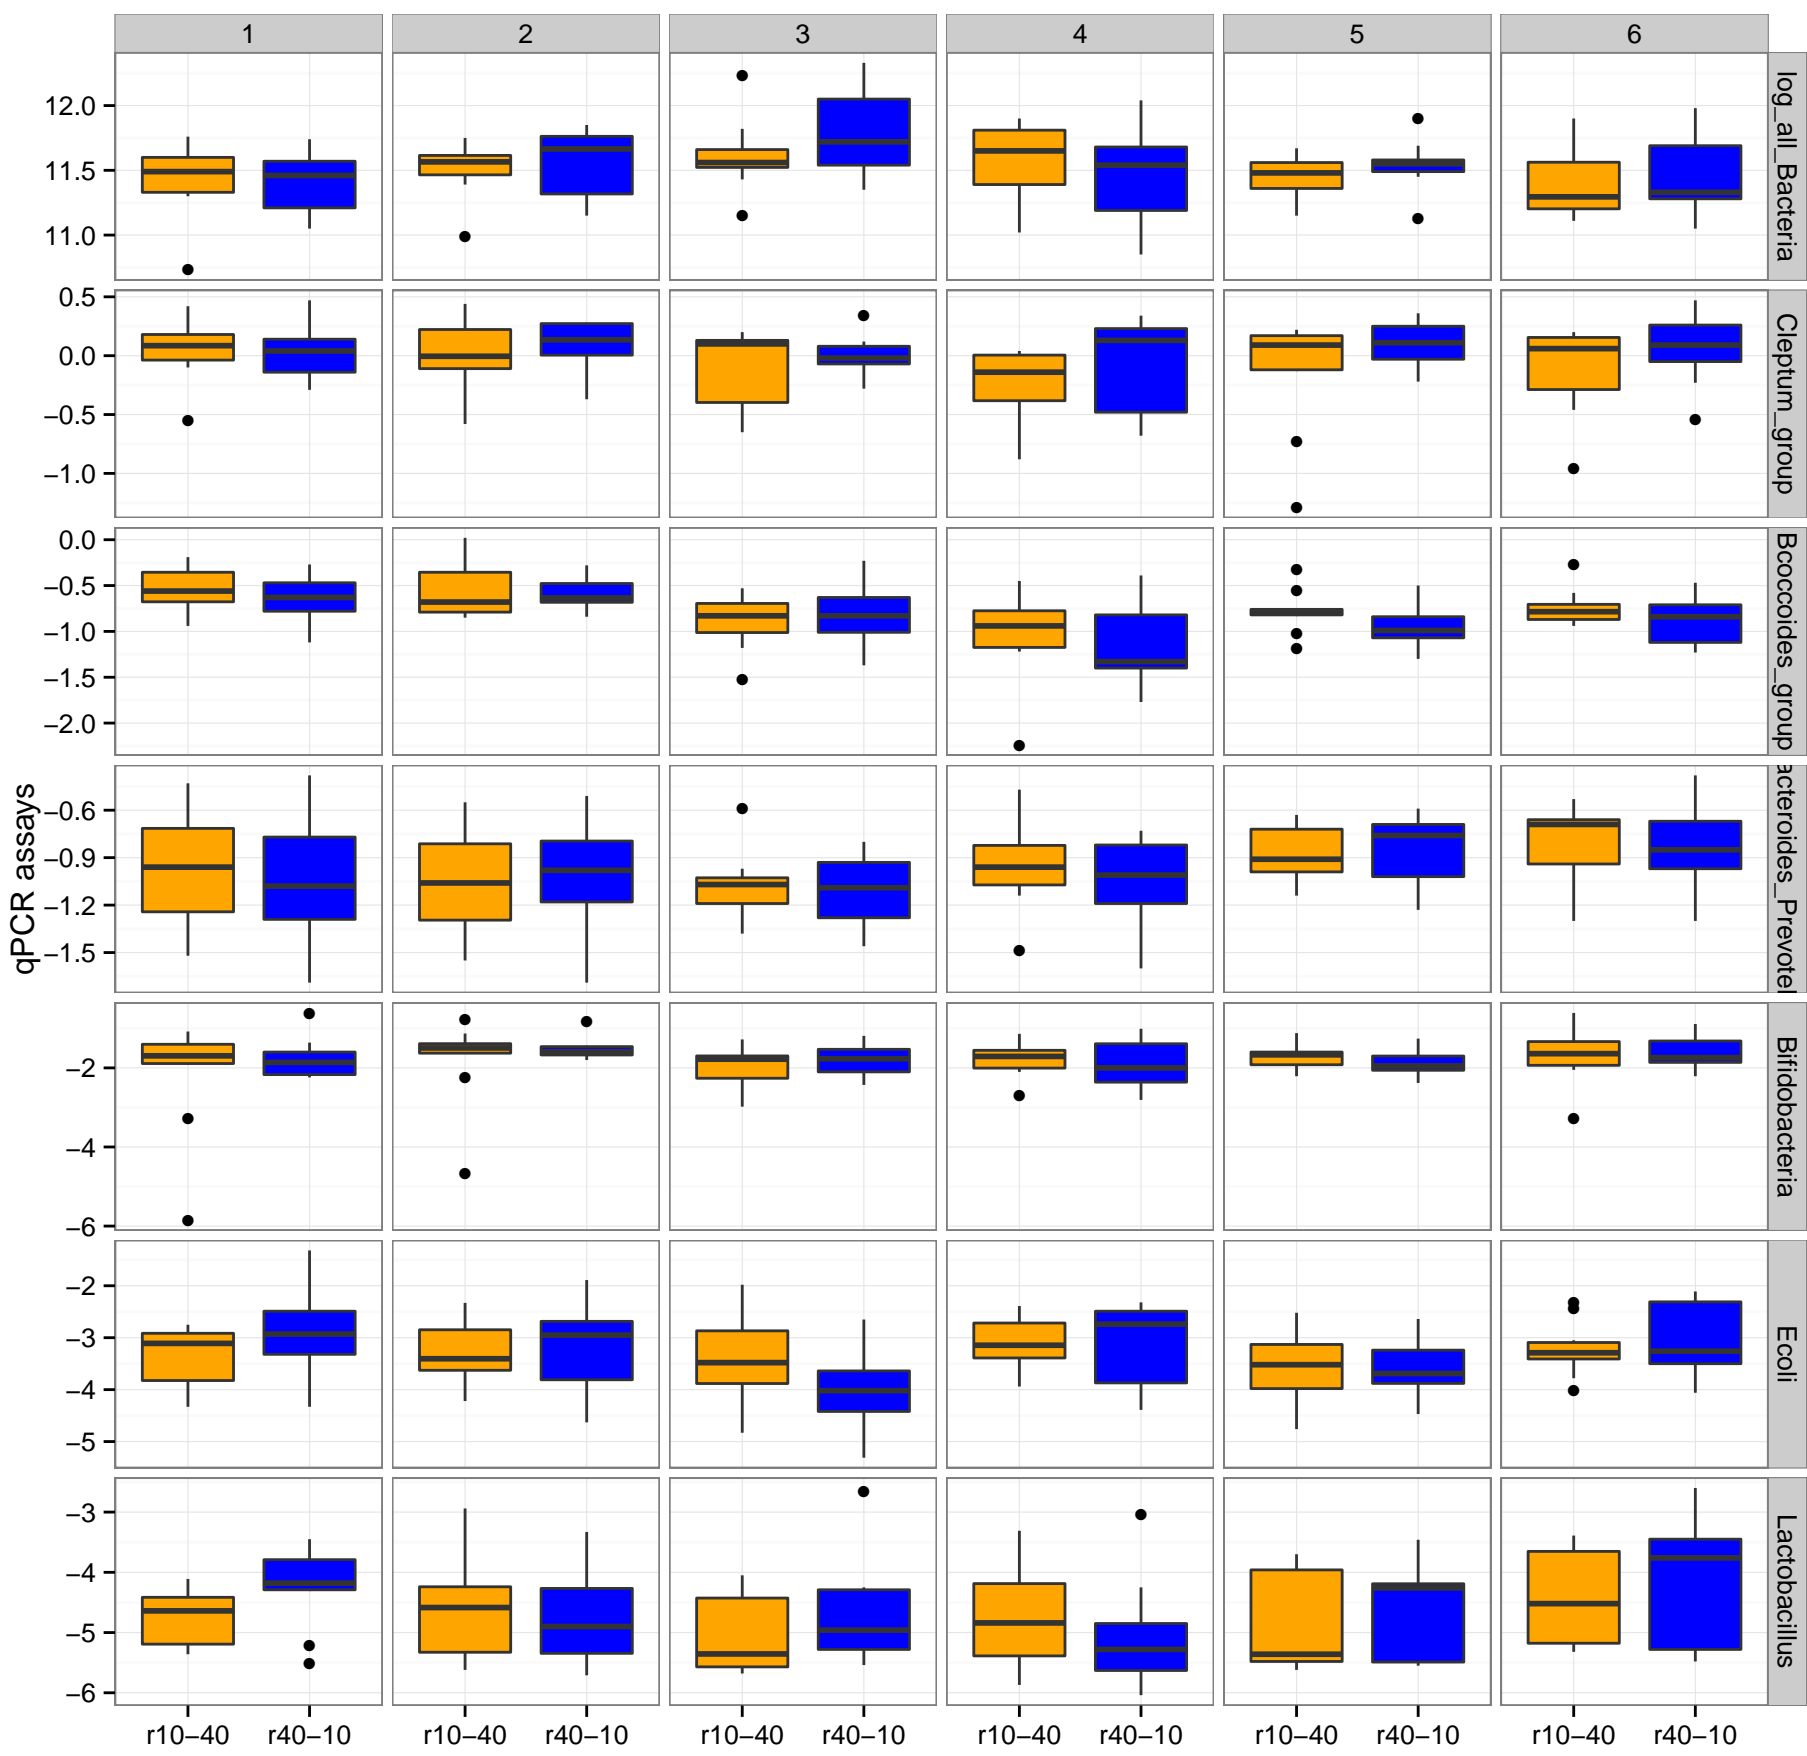 1 2 3 4 5 6
12.0
11.5
11.0
log_all_Bacteria
0.5
0.0
−0.5
−1.0
Cleptum_group
0.0
−0.5
−1.0
−1.5
−2.0
Bcoccoides_group
qPCR assays
−0.6
−0.9
−1.2
−1.5
acteroides_Prevotel
−2
−4
−6
Bifidobacteria
−2
−3
−4
−5
Ecoli
−3
−4
−5
−6
Lactobacillus
r10−40 r40−10 r10−40 r40−10 r10−40 r40−10 r10−40 r40−10 r10−40 r40−10 r10−40 r40−10